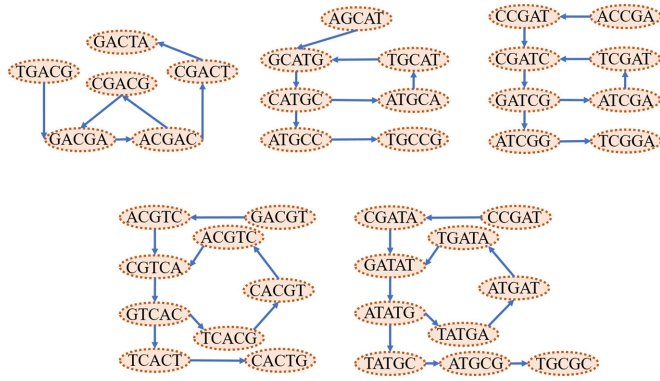 AGCAT
CCGAT ACCGA
GACTA
GCATG TGCAT
CGATC TCGAT
TGACG CGACG CGACT
CATGC ATGCA
GATCG ATCGA
GACGA ACGAC
ATGCC TGCCG
ATCGG TCGGA
ACGTC GACGT
CGATA CCGAT
ACGTC
TGATA
CGTCA
GATAT
CACGT
ATGAT
GTCAC
ATATG
TCACG
TATGA
TCACT CACTG
TATGC ATGCG TGCGC